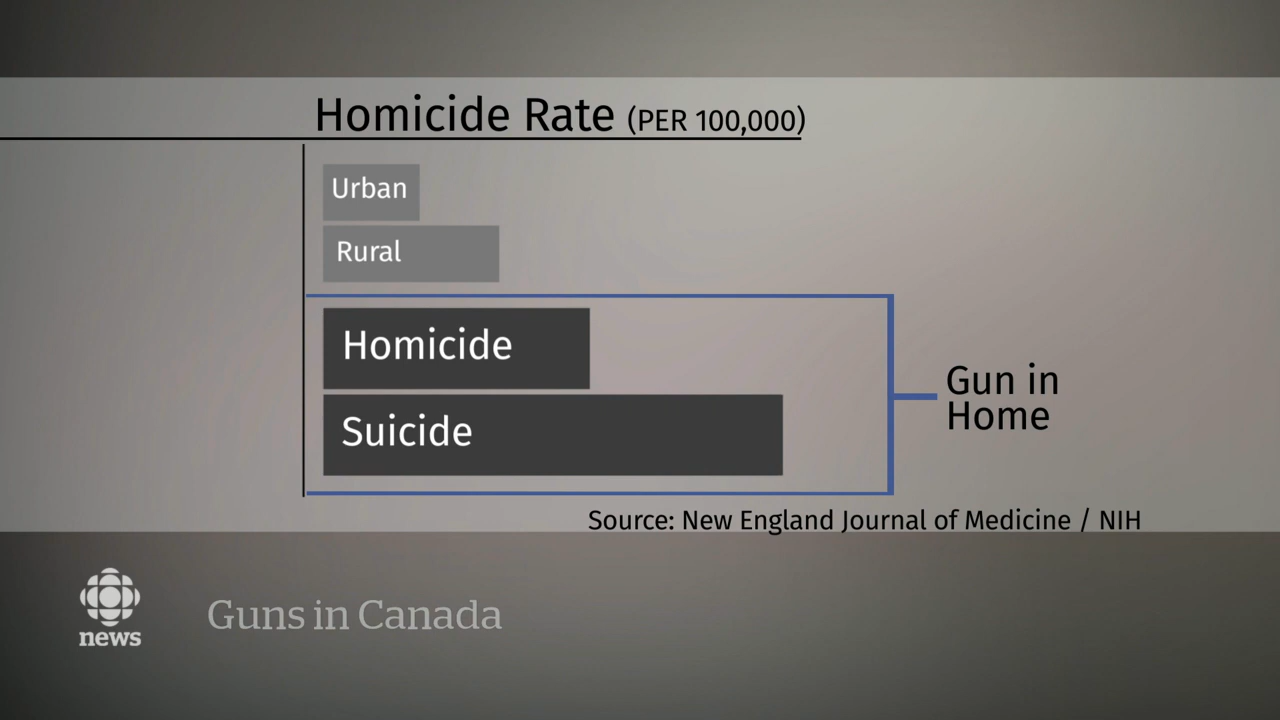 Homicide Rate (PER 100,000)
Urban
Rural
Homicide
Suicide
Gun in
Home
Source: New England Journal of Medicine / NIH
news
Guns in Canada